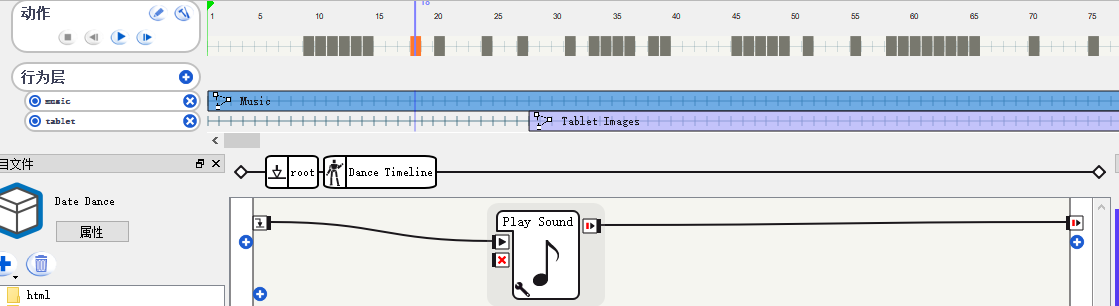 动作
18
1 5 10 15 20 25 30 35 40 45 50 55 60 65 70 75
行为层
music
Music
tablet
Tablet Images
目文件
root
Dance Timeline
Date Dance
属性
Play Sound
html